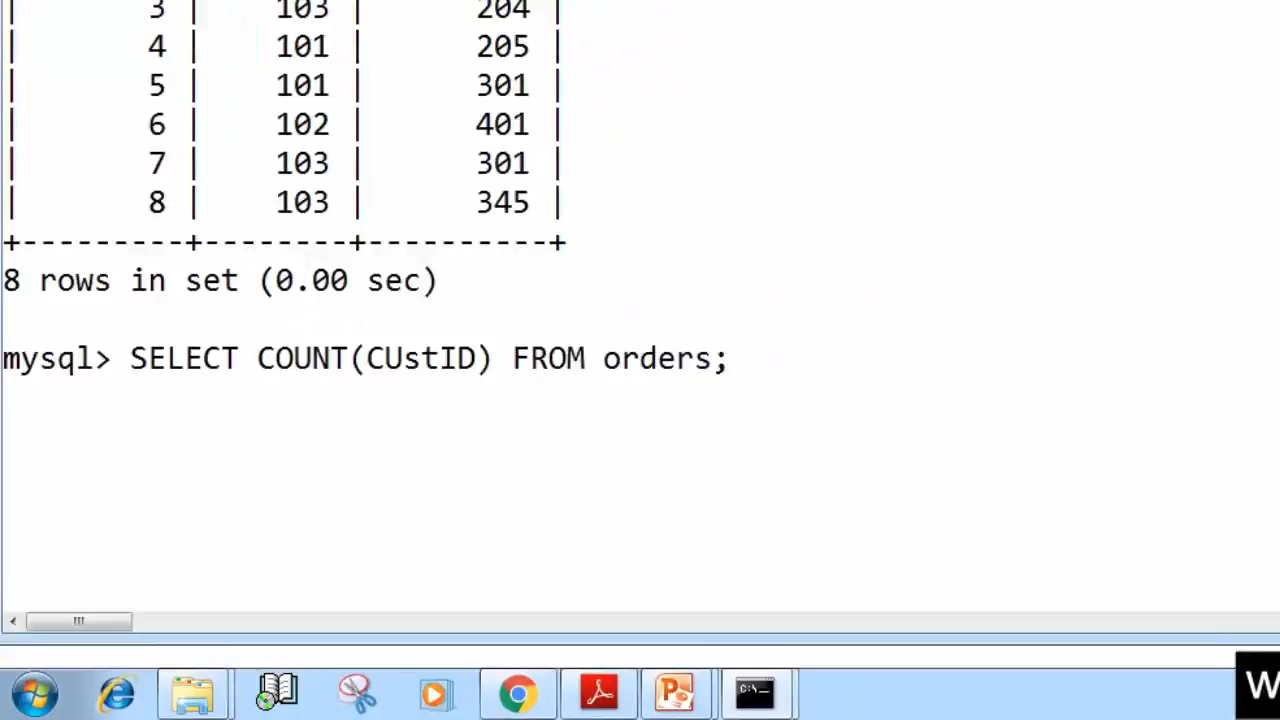 | 3 | 103 | 204 |
| 4 | 101 | 205 |
| 5 | 101 | 301 |
| 6 | 102 | 401 |
| 7 | 103 | 301 |
| 8 | 103 | 345 |
+---------+--------+----------+
8 rows in set (0.00 sec)
mysql> SELECT COUNT(CUstID) FROM orders;
C:\_
W